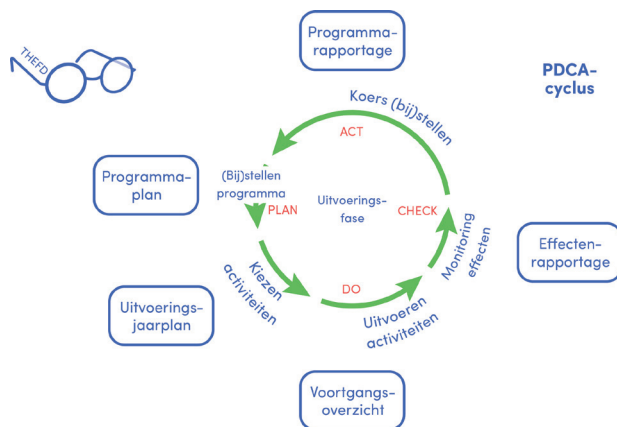 Programma-
rapportage
THEFD
PDCA-
cyclus
Koers (bij)stellen
ACT
Programma-
plan
(Bij)stellen
programma
PLAN
Uitvoerings-
fase
CHECK
Monitoring
effecten
Effecten-
rapportage
Kiezen
activiteiten
DO
Uitvoeren
activiteiten
Uitvoerings-
jaarplan
Voortgangs-
overzicht